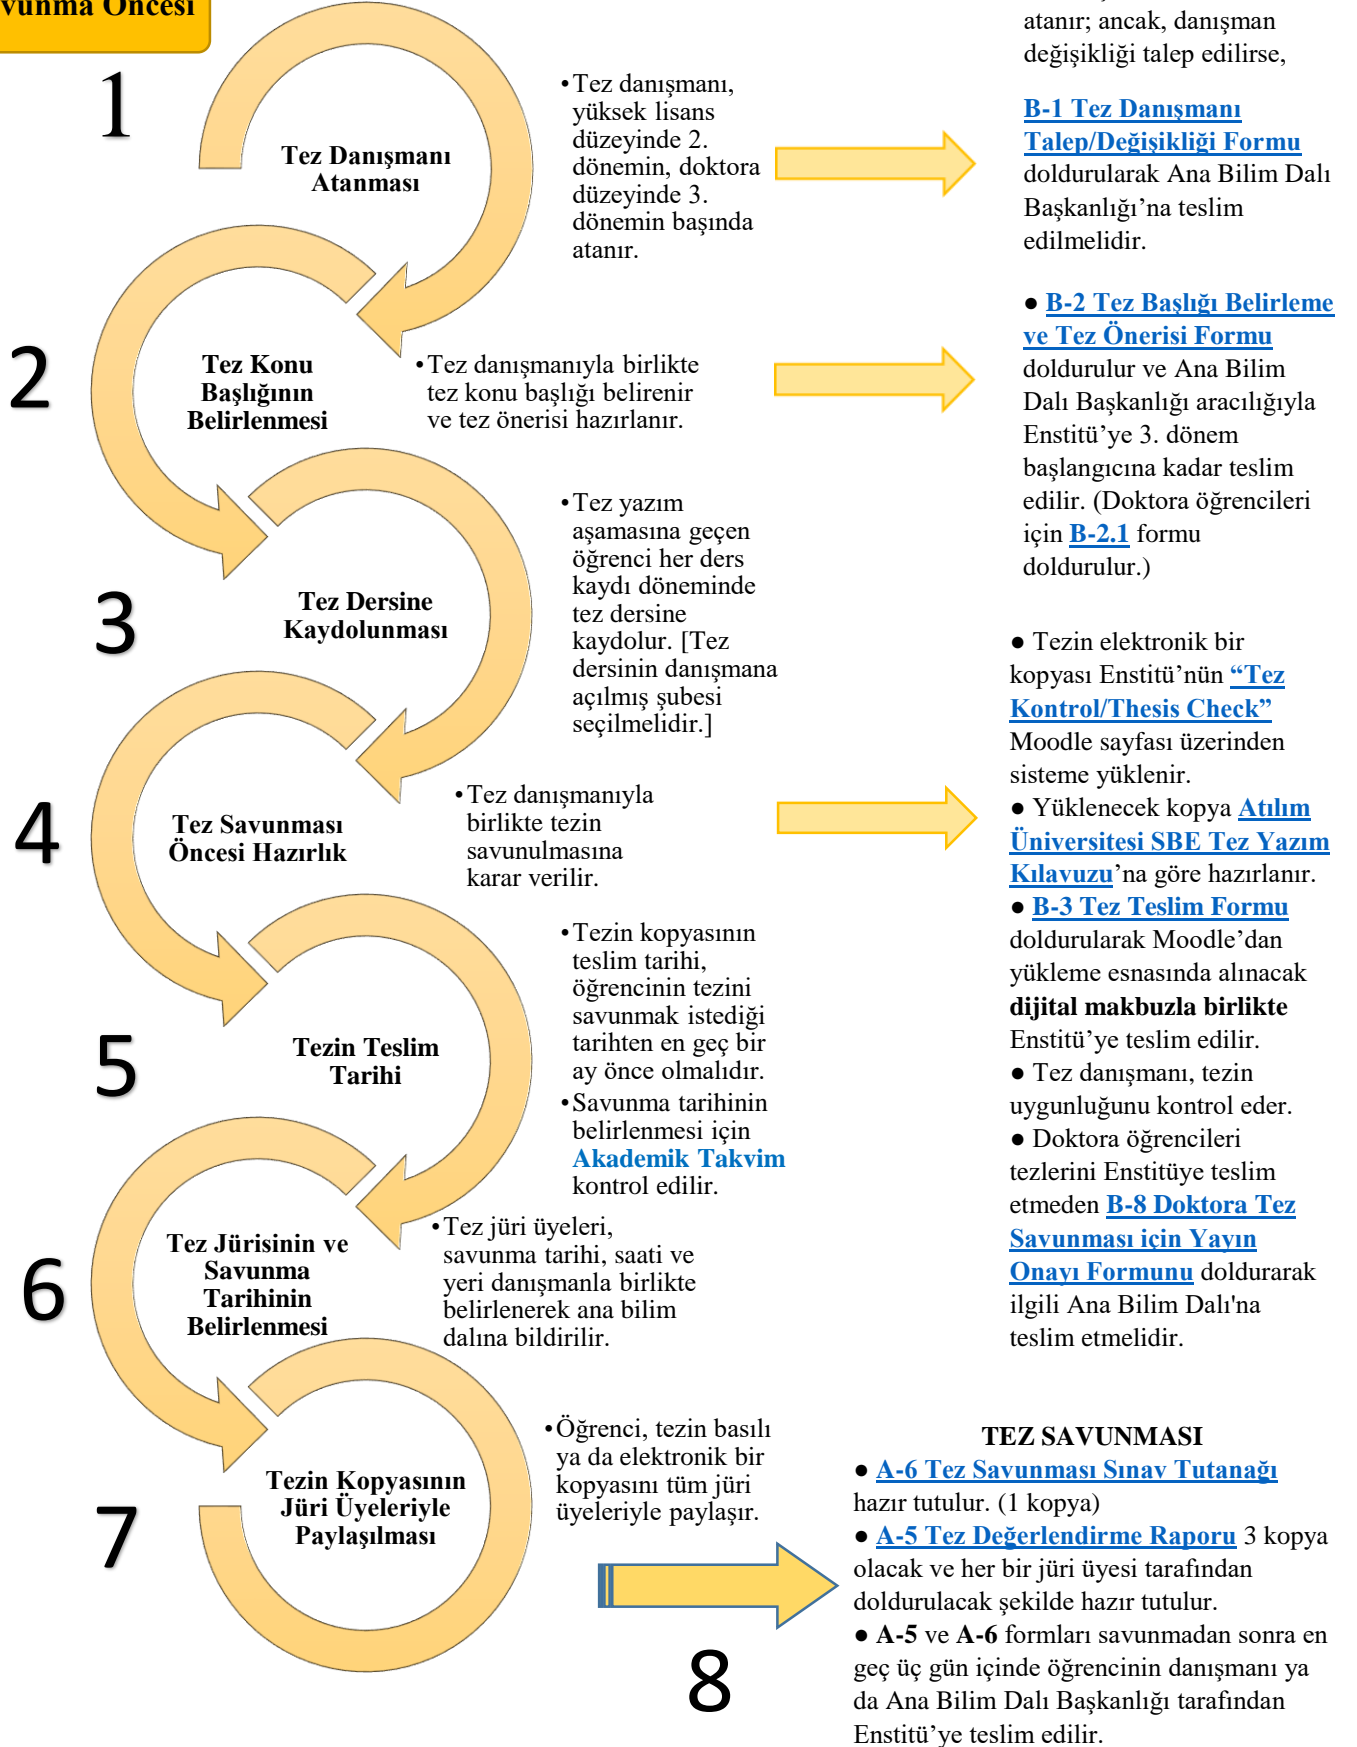 Öncesi
atanır; ancak, danışman
değişikliği talep edilirse,
1
Tez Danışmanı
Atanması
•Tez danışmanı,
yüksek lisans
düzeyinde 2.
dönemin, doktora
düzeyinde 3.
dönemin başında
atanır.
B-1 Tez Danışmanı
Talep/Değişikliği Formu
doldurularak Ana Bilim Dalı
Başkanlığı’na teslim
edilmelidir.
2
Tez Konu
Başlığının
Belirlenmesi
•Tez danışmanıyla birlikte
tez konu başlığı belirenir
ve tez önerisi hazırlanır.
● B-2 Tez Başlığı Belirleme
ve Tez Önerisi Formu
doldurulur ve Ana Bilim
Dalı Başkanlığı aracılığıyla
Enstitü’ye 3. dönem
başlangıcına kadar teslim
edilir. (Doktora öğrencileri
için B-2.1 formu
doldurulur.)
3
Tez Dersine
Kaydolunması
•Tez yazım
aşamasına geçen
öğrenci her ders
kaydı döneminde
tez dersine
kaydolur. [Tez
dersinin danışmana
açılmış şubesi
seçilmelidir.]
4
Tez Savunması
Öncesi Hazırlık
•Tez danışmanıyla
birlikte tezin
savunulmasına
karar verilir.
● Tezin elektronik bir
kopyası Enstitü’nün “Tez
Kontrol/Thesis Check”
Moodle sayfası üzerinden
sisteme yüklenir.
● Yüklenecek kopya Atılım
Üniversitesi SBE Tez Yazım
Kılavuzu’na göre hazırlanır.
● B-3 Tez Teslim Formu
doldurularak Moodle’dan
yükleme esnasında alınacak
dijital makbuzla birlikte
Enstitü’ye teslim edilir.
● Tez danışmanı, tezin
uygunluğunu kontrol eder.
● Doktora öğrencileri
tezlerini Enstitüye teslim
etmeden B-8 Doktora Tez
Savunması için Yayın
Onayı Formunu doldurarak
ilgili Ana Bilim Dalı'na
teslim etmelidir.
5
Tezin Teslim
Tarihi
•Tezin kopyasının
teslim tarihi,
öğrencinin tezini
savunmak istediği
tarihten en geç bir
ay önce olmalıdır.
•Savunma tarihinin
belirlenmesi için
Akademik Takvim
kontrol edilir.
6
Tez Jürisinin ve
Savunma
Tarihinin
Belirlenmesi
•Tez jüri üyeleri,
savunma tarihi, saati ve
yeri danışmanla birlikte
belirlenerek ana bilim
dalına bildirilir.
7
Tezin Kopyasının
Jüri Üyeleriyle
Paylaşılması
•Öğrenci, tezin basılı
ya da elektronik bir
kopyasını tüm jüri
üyeleriyle paylaşır.
8
TEZ SAVUNMASI
● A-6 Tez Savunması Sınav Tutanağı
hazır tutulur. (1 kopya)
● A-5 Tez Değerlendirme Raporu 3 kopya
olacak ve her bir jüri üyesi tarafından
doldurulacak şekilde hazır tutulur.
● A-5 ve A-6 formları savunmadan sonra en
geç üç gün içinde öğrencinin danışmanı ya
da Ana Bilim Dalı Başkanlığı tarafından
Enstitü’ye teslim edilir.